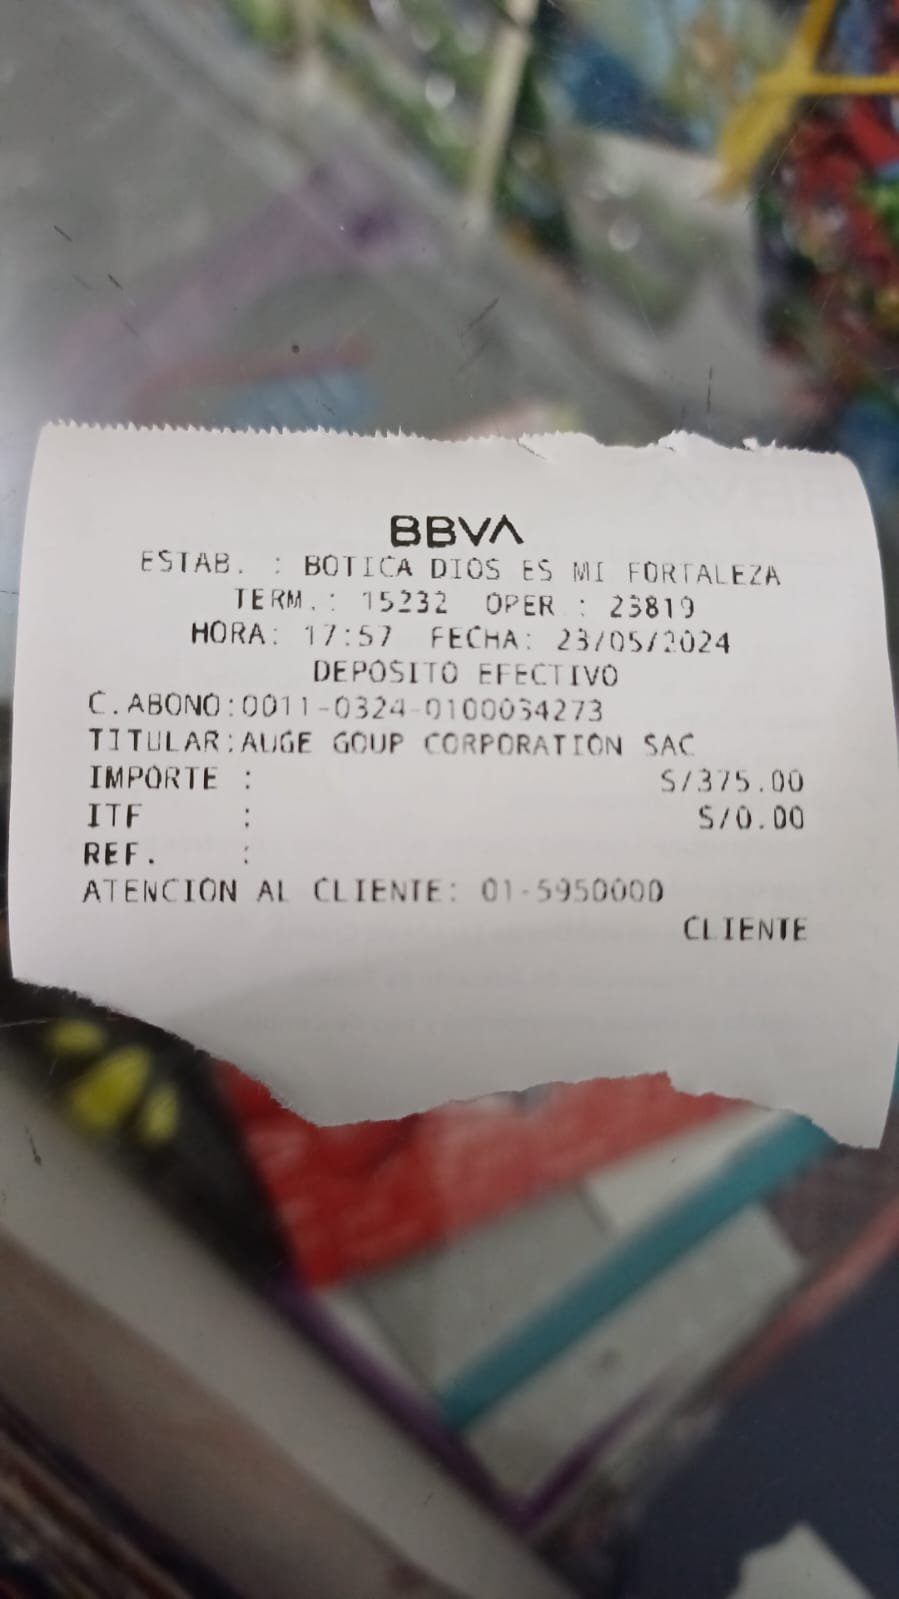 BBVA
ESTAB. : BOTICA DIOS ES MI FORTALEZA
TERM.: 15232 OPER : 23819
HORA: 17:57 FECHA: 23/05/2024
DEPOSITO EFECTIVO
C.ABONO:0011-0324-0100034273
TITULAR:AUGE GOUP CORPORATION SAC
IMPORTE : S/375.00
ITF : S/0.00
REF. :
ATENCION AL CLIENTE: 01-5950000
CLIENTE